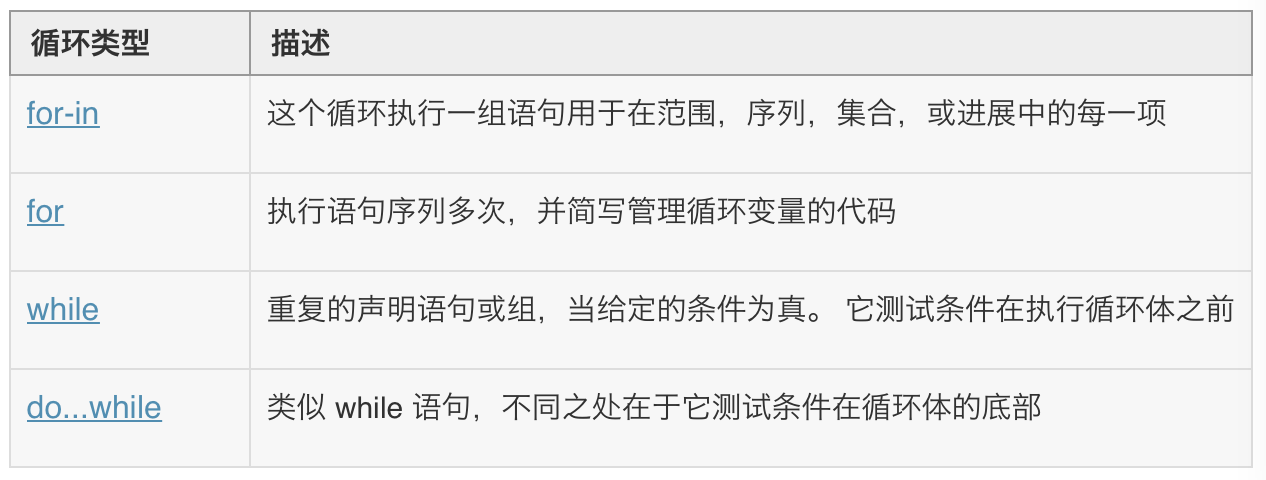 循环类型 描述
for-in 这个循环执行一组语句用于在范围，序列，集合，或进展中的每一项
for 执行语句序列多次，并简写管理循环变量的代码
while 重复的声明语句或组，当给定的条件为真。 它测试条件在执行循环体之前
do...while 类似 while 语句，不同之处在于它测试条件在循环体的底部